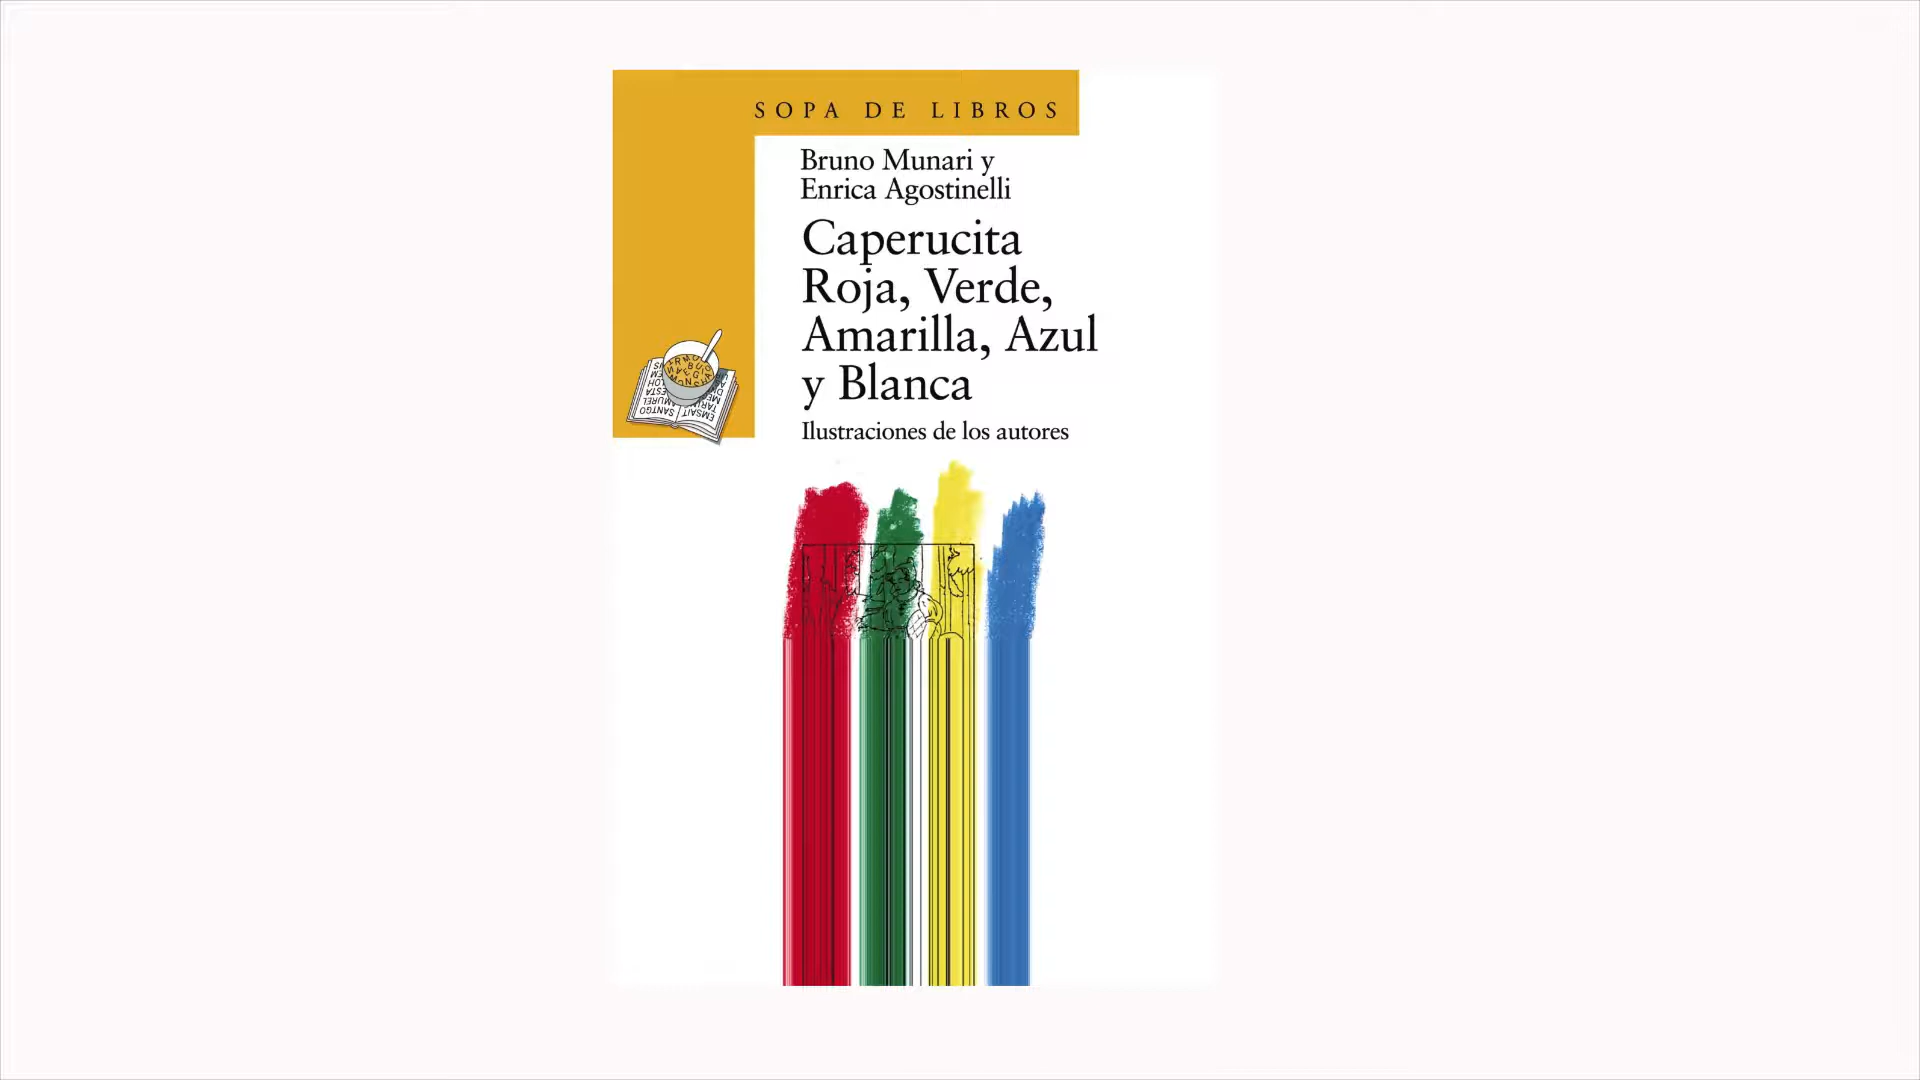 SOPA DE LIBROS
Bruno Munari y
Enrica Agostinelli
Caperucita
Roja, Verde,
Amarilla, Azul
y Blanca
Ilustraciones de los autores